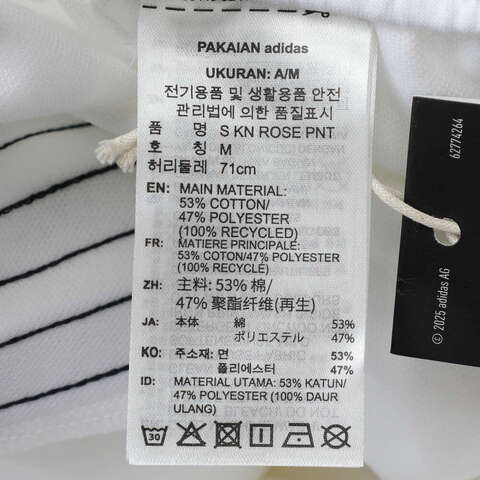 PAKAIAN adidas
UKURAN: A/M
전기용품 및 생활용품 안전
관리법에 의한 품질표시
품 명 S KN ROSE PNT
호 칭 M
허리둘레 71cm
EN: MAIN MATERIAL:
53% COTTON/
47% POLYESTER
(100% RECYCLED)
FR: MATIERE PRINCIPALE:
53% COTON/47% POLYESTER
(100% RECYCLÉ)
ZH: 主料: 53% 棉/
47% 聚酯纤维(再生)
JA: 本体 綿 53%
ポリエステル 47%
KO: 주소재: 면 53%
폴리에스터 47%
ID: MATERIAL UTAMA: 53% KATUN/
47% POLYESTER (100% DAUR
ULANG)
30
62774264
© 2025 adidas AG